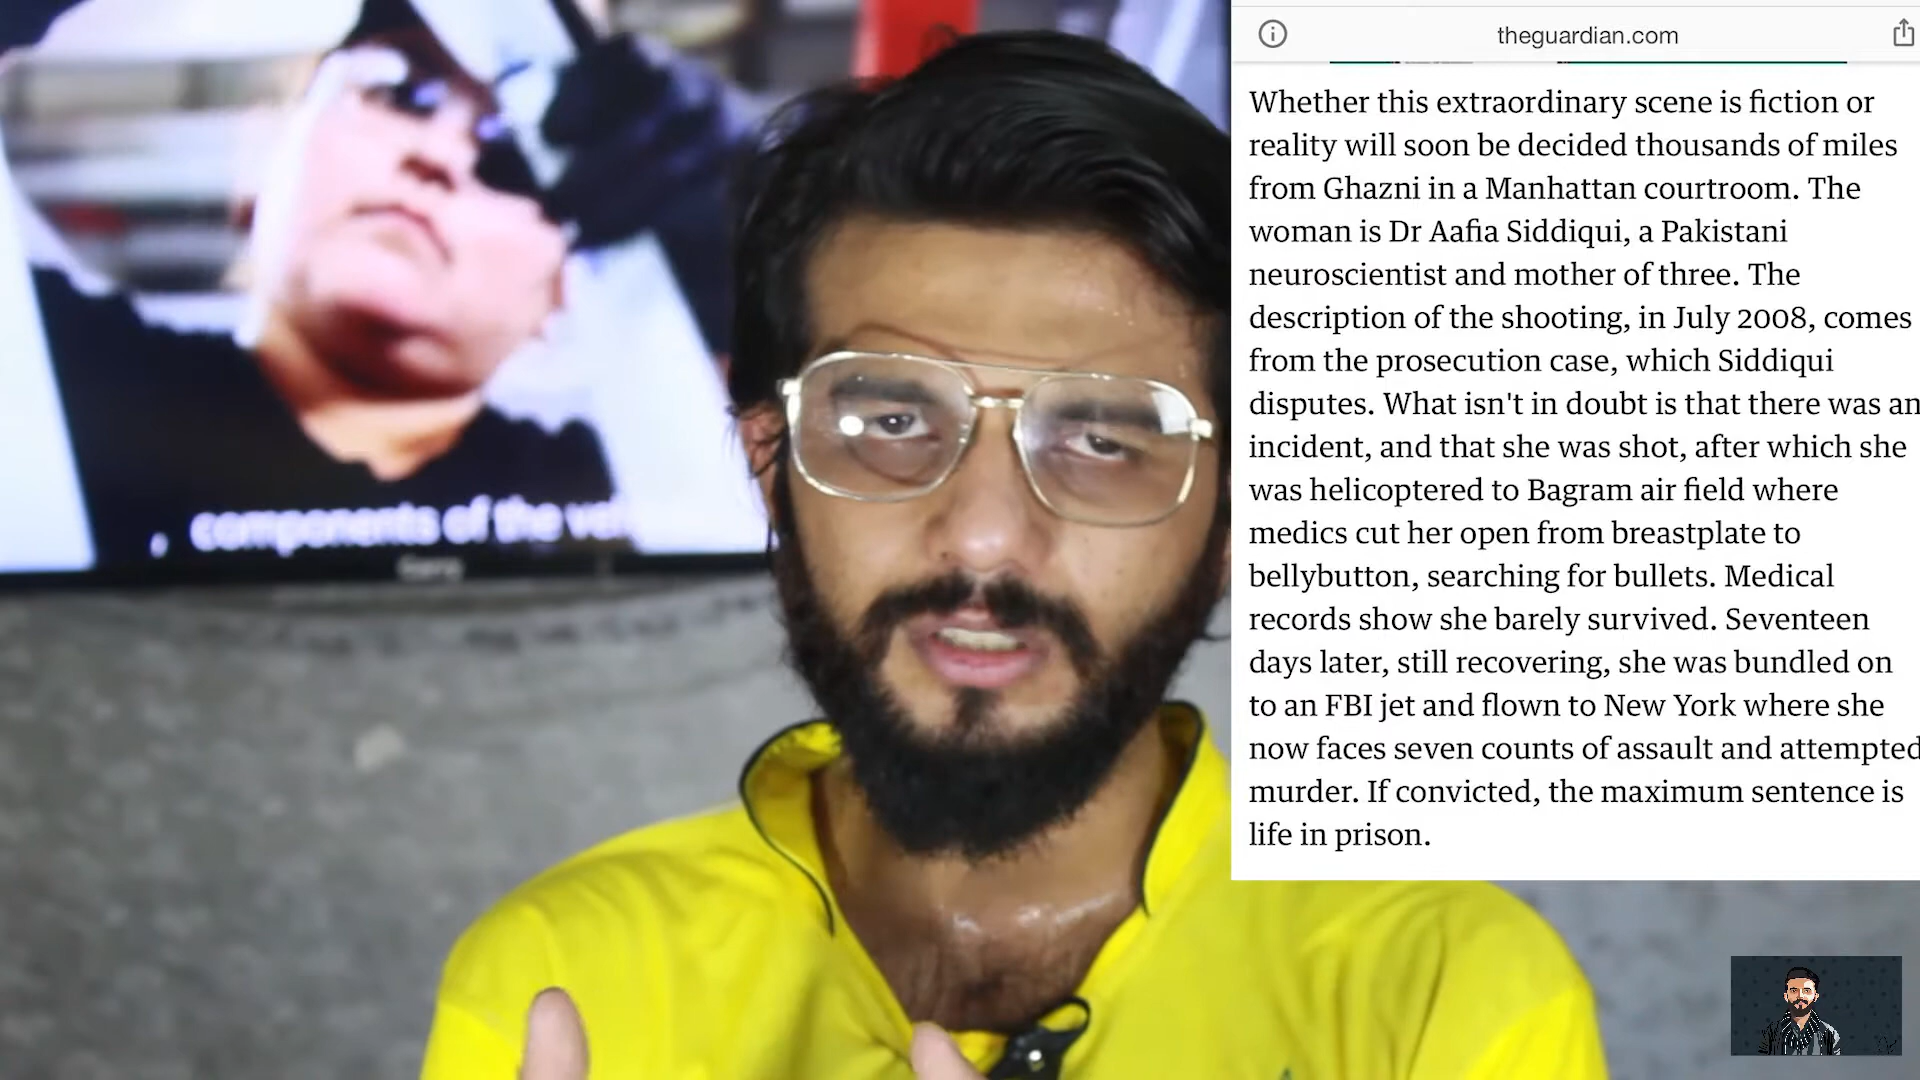 theguardian.com
Whether this extraordinary scene is fiction or
reality will soon be decided thousands of miles
from Ghazni in a Manhattan courtroom. The
woman is Dr Aafia Siddiqui, a Pakistani
neuroscientist and mother of three. The
description of the shooting, in July 2008, comes
from the prosecution case, which Siddiqui
disputes. What isn't in doubt is that there was an
incident, and that she was shot, after which she
was helicoptered to Bagram air field where
medics cut her open from breastplate to
bellybutton, searching for bullets. Medical
records show she barely survived. Seventeen
days later, still recovering, she was bundled on
to an FBI jet and flown to New York where she
now faces seven counts of assault and attempted
murder. If convicted, the maximum sentence is
life in prison.
components of the